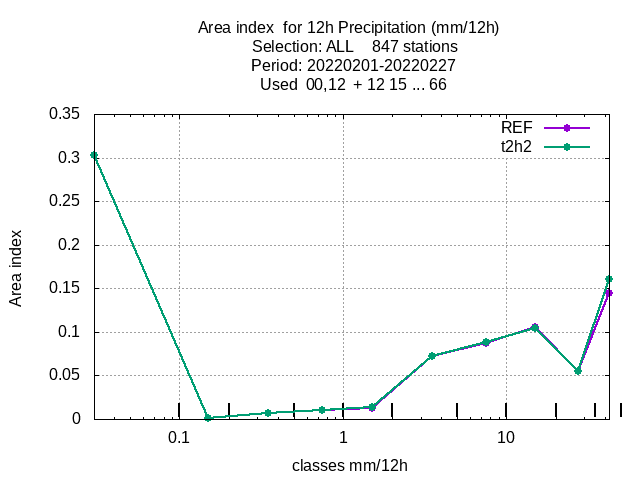 Area index  for 12h Precipitation (mm/12h)
Selection: ALL    847 stations
Period: 20220201-20220227
Used  00,12  + 12 15 ... 66
REF
t2h2
0.35
0.3
0.25
0.2
0.15
0.1
0.05
0
Area index
0.1 1 10
classes mm/12h